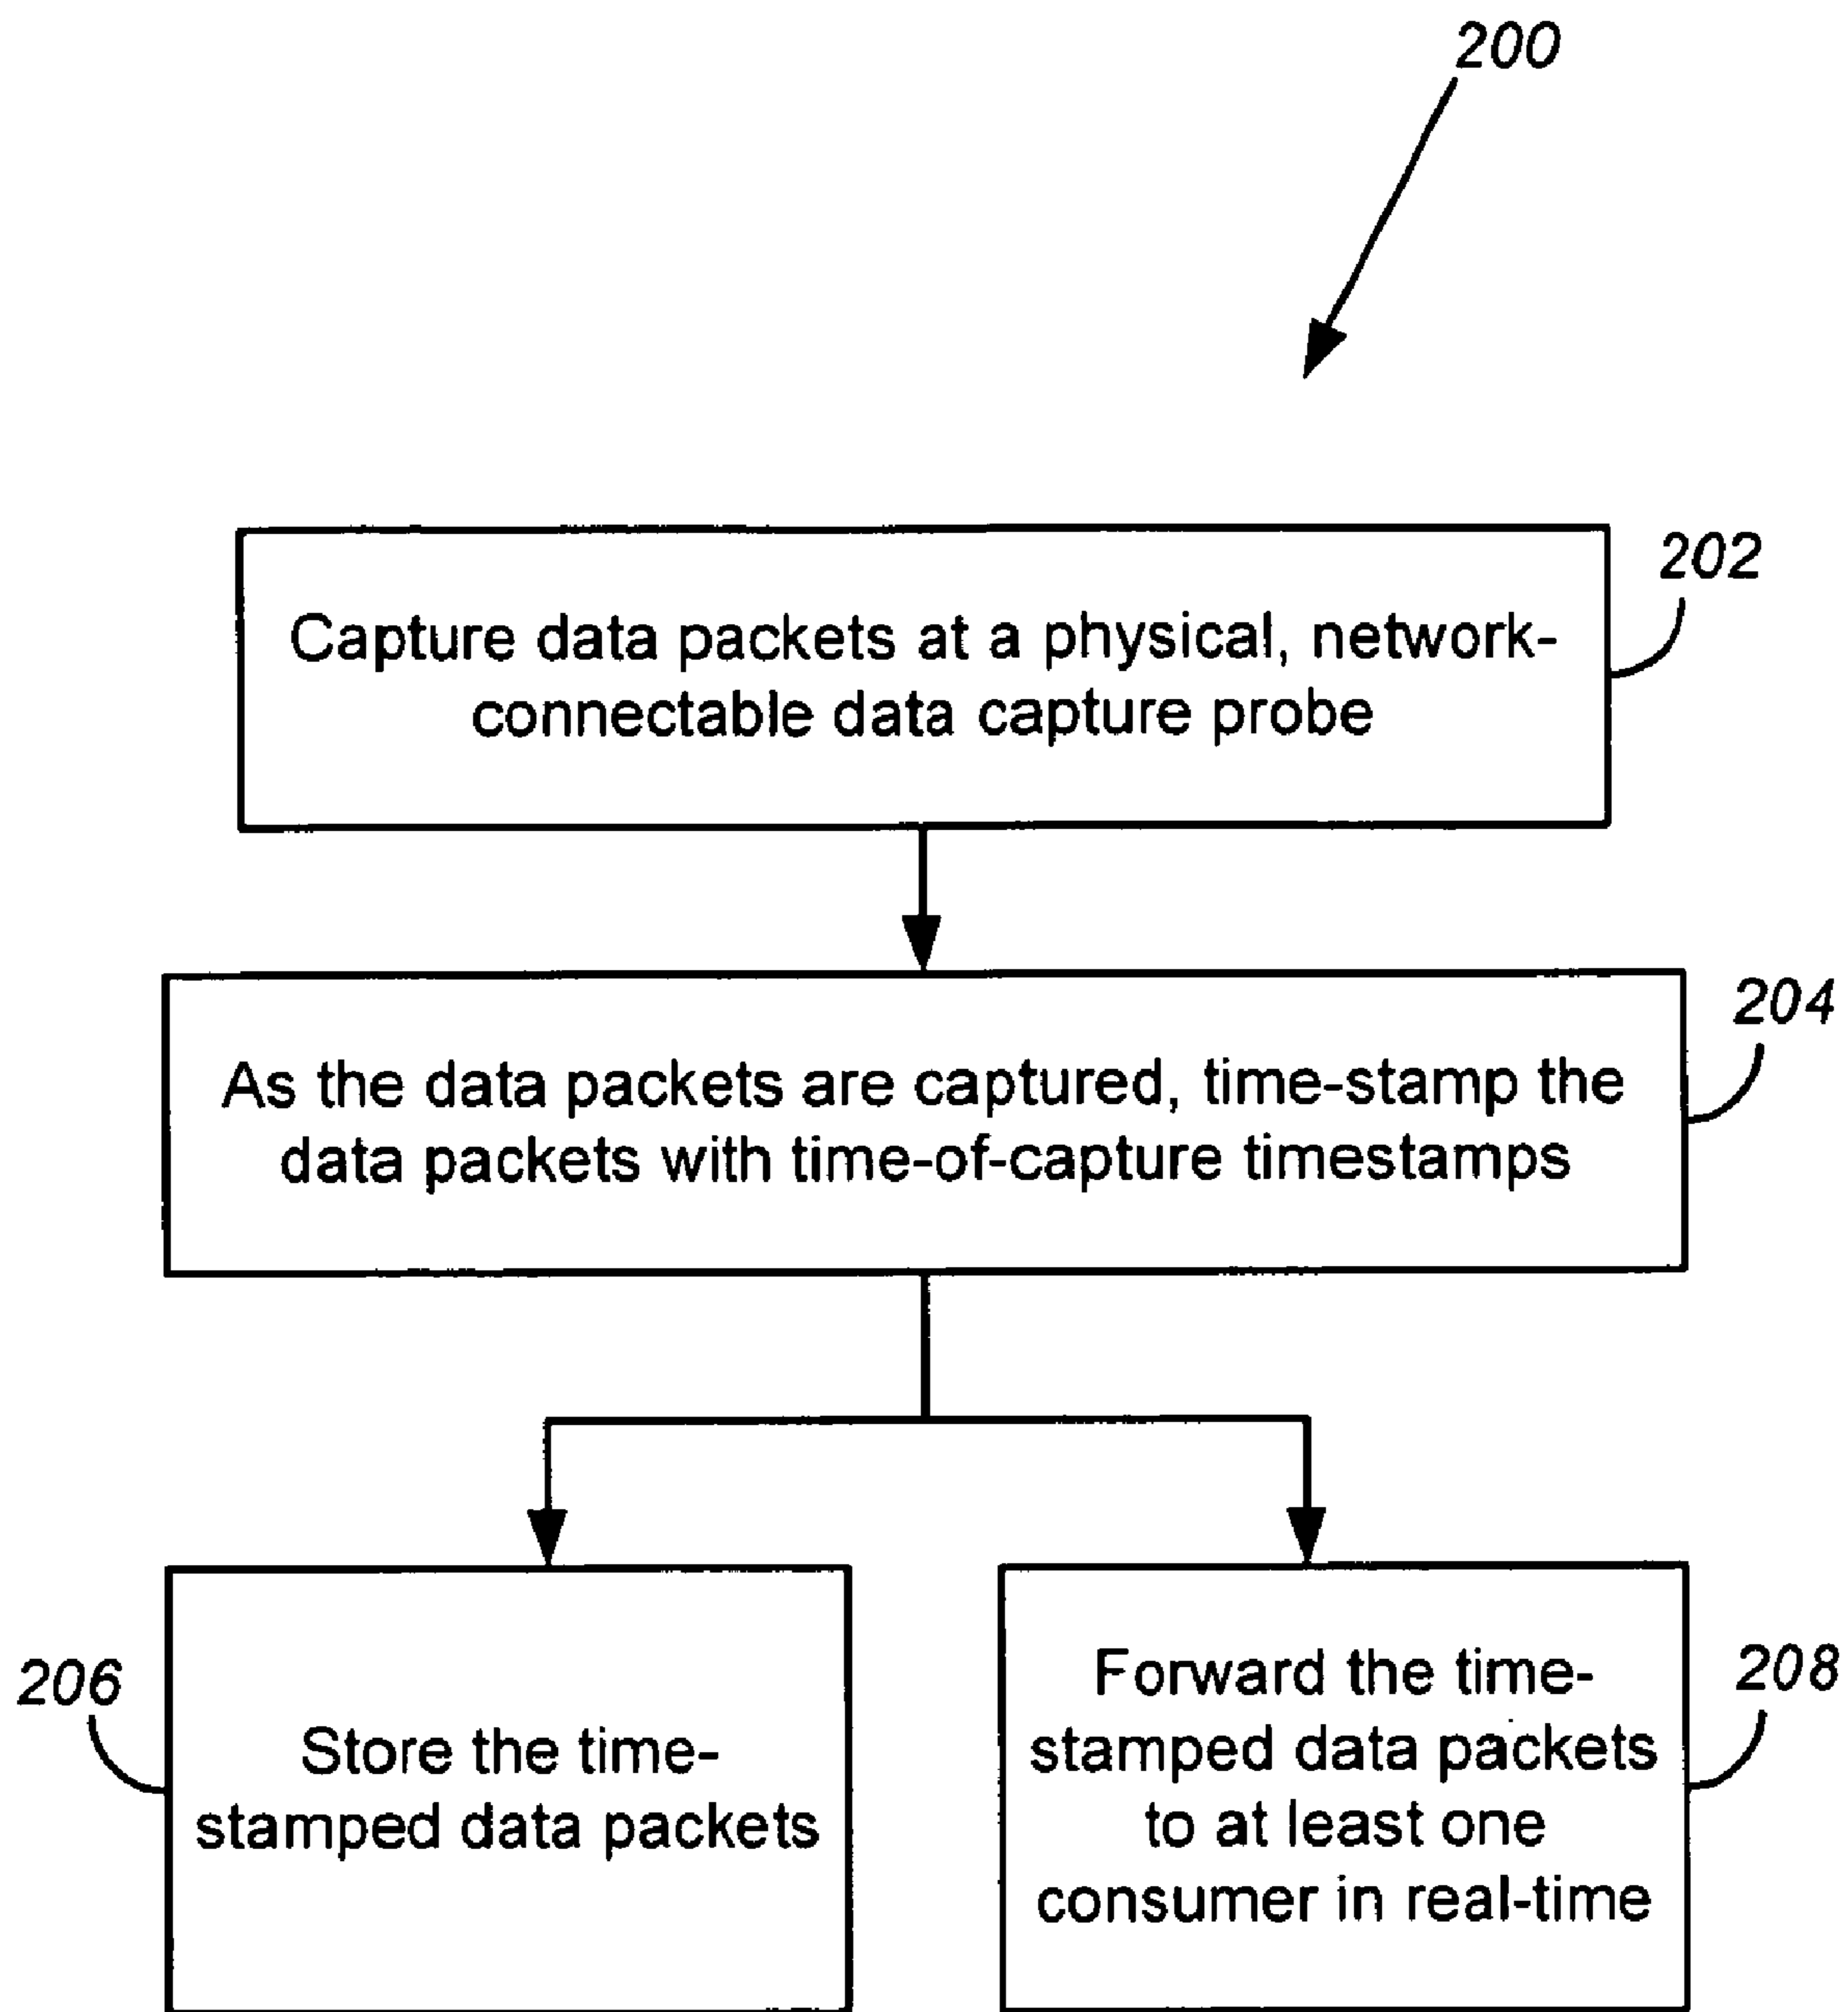 200
202
Capture data packets at a physical, network-
connectable data capture probe
204
As the data packets are captured, time-stamp the
data packets with time-of-capture timestamps
206
Store the time-
stamped data packets
208
Forward the time-
stamped data packets
to at least one
consumer in real-time